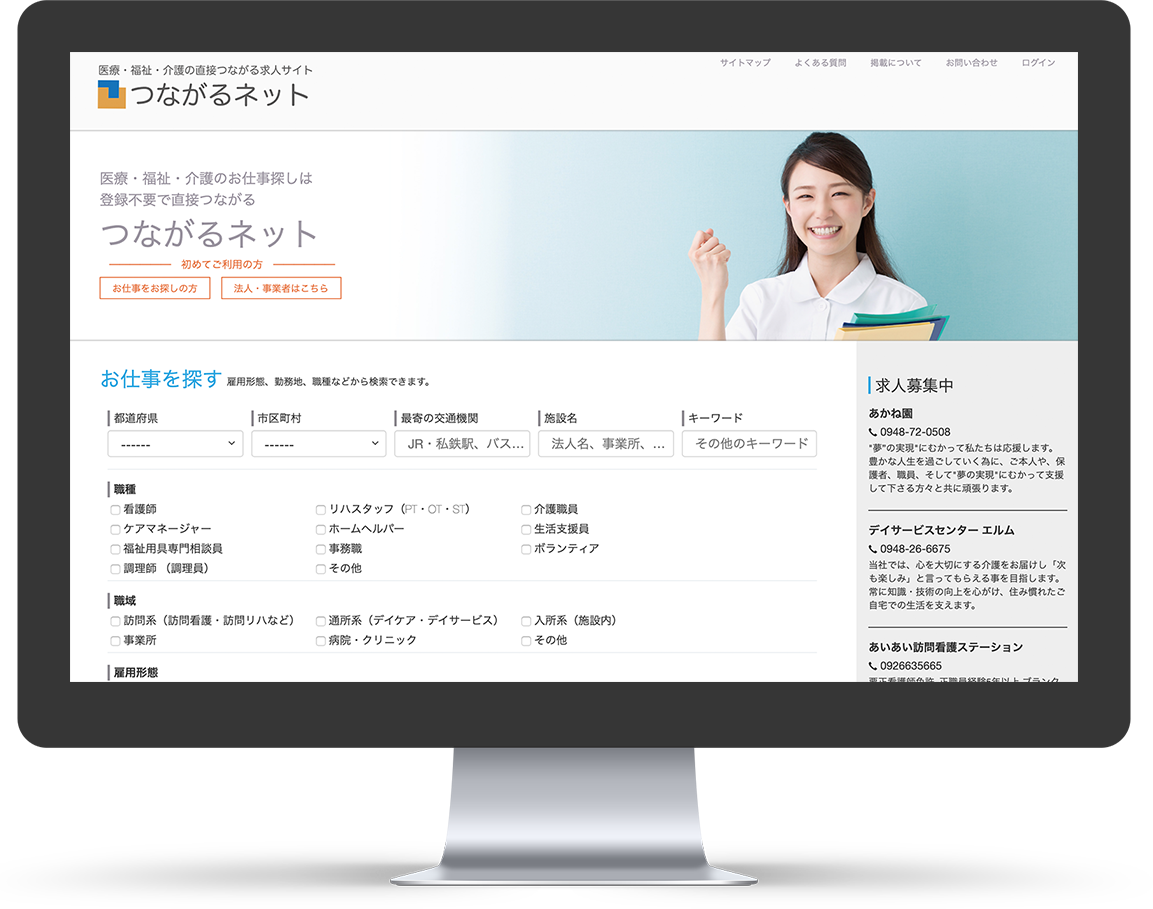 医療・福祉・介護の直接つながる求人サイト
つながるネット
サイトマップ よくある質問 掲載について お問い合わせ ログイン
医療・福祉・介護のお仕事探しは
登録不要で直接つながる
つながるネット
初めてご利用の方
お仕事をお探しの方 法人・事業者はこちら
お仕事を探す 雇用形態、勤務地、職種などから検索できます。
都道府県 市区町村 最寄の交通機関 施設名 キーワード
------ ------ JR・私鉄駅、バス... 法人名、事業所、... その他のキーワード
職種
看護師 リハスタッフ（PT・OT・ST） 介護職員
ケアマネージャー ホームヘルパー 生活支援員
福祉用具専門相談員 事務職 ボランティア
調理師 （調理員） その他
職域
訪問系（訪問看護・訪問リハなど） 通所系（デイケア・デイサービス） 入所系（施設内）
事業所 病院・クリニック その他
雇用形態
求人募集中
あかね園
0948-72-0508
"夢"の実現"にむかって私たちは応援します。
豊かな人生を過ごしていく為に、ご本人や、保
護者、職員、そして"夢の実現"にむかって支援
して下さる方々と共に頑張ります。
デイサービスセンター エルム
0948-26-6675
当社では、心を大切にする介護をお届けし「次
も楽しみ」と言ってもらえる事を目指します。
常に知識・技術の向上を心がけ、住み慣れたご
自宅での生活を支えます。
あいあい訪問看護ステーション
0926635665
要正看護師免許 正職員経験5年以上 ブランク